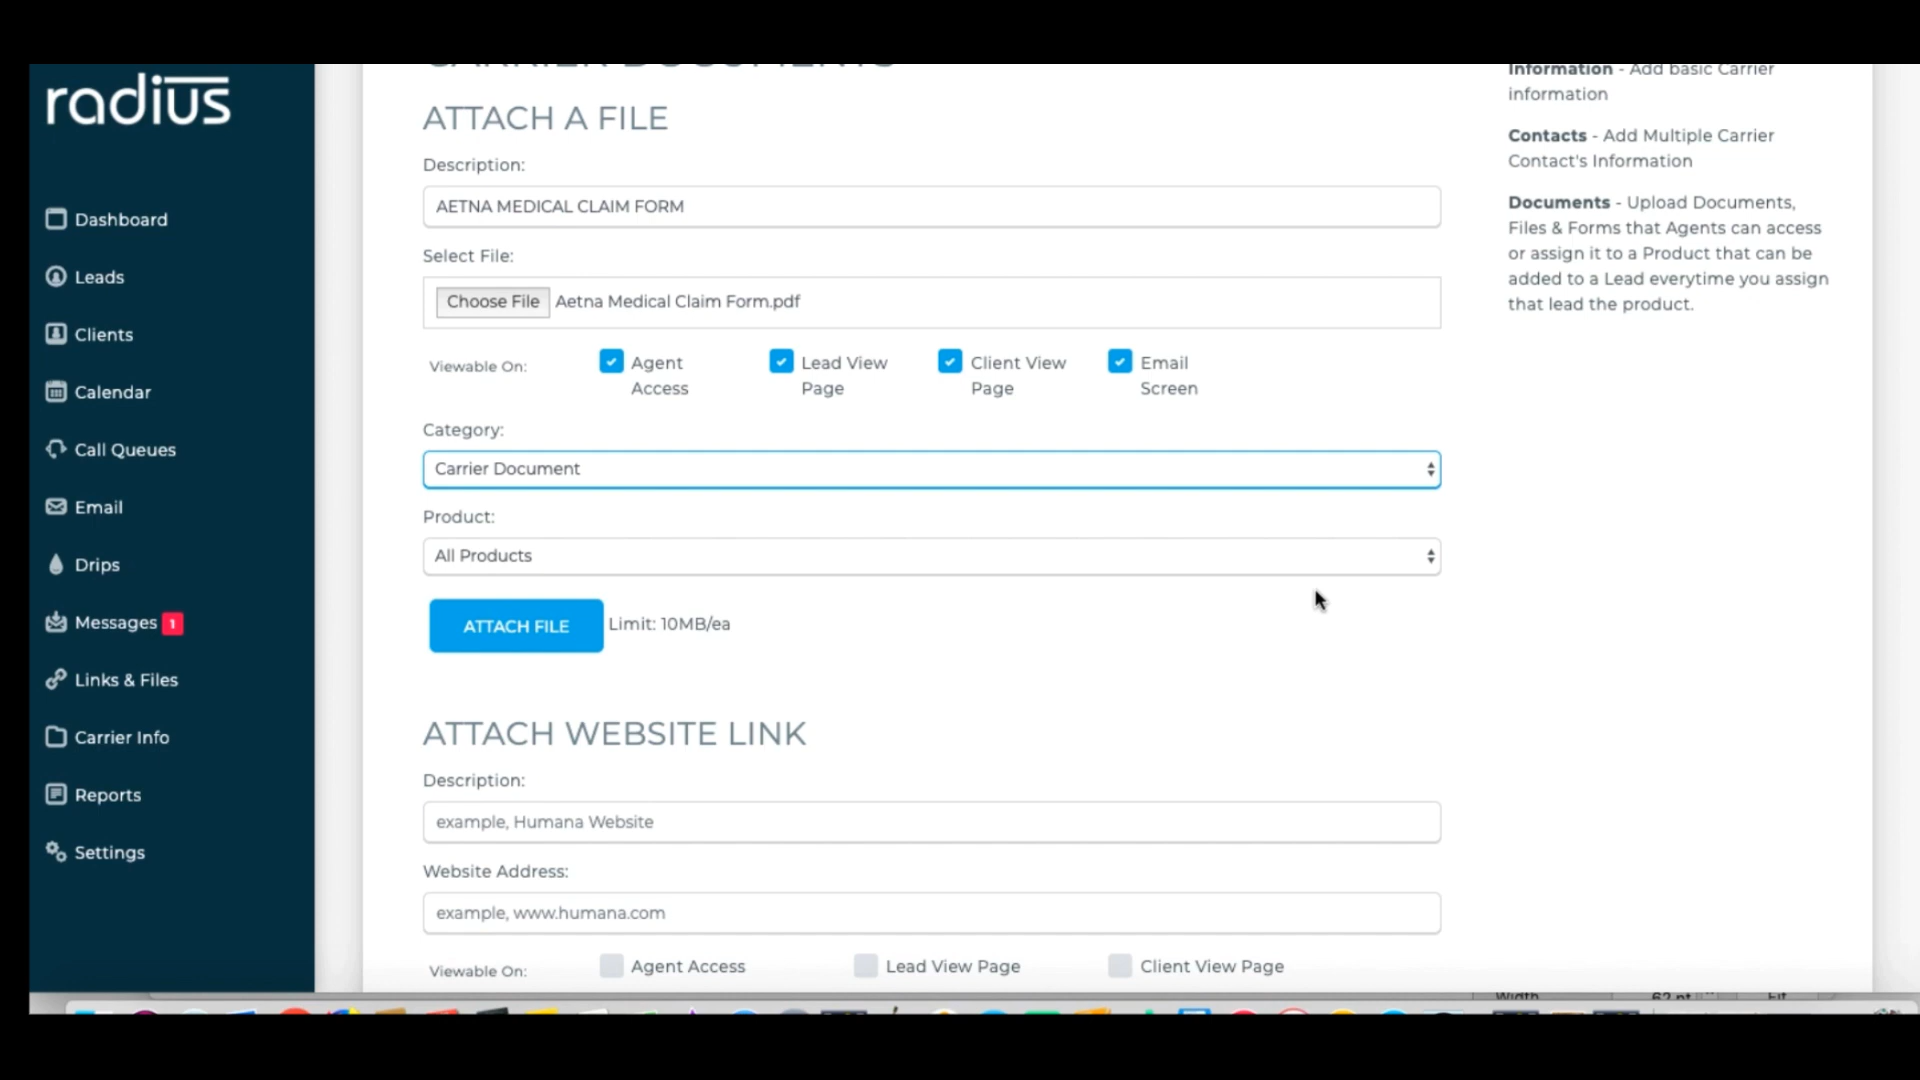 radius
Dashboard
Leads
Clients
Calendar
Call Queues
Email
Drips
Messages 1
Links & Files
Carrier Info
Reports
Settings
CARRIER DOCUMENTS
ATTACH A FILE
Description:
AETNA MEDICAL CLAIM FORM
Select File:
Choose File Aetna Medical Claim Form.pdf
Viewable On:
Agent
Access
Lead View
Page
Client View
Page
Email
Screen
Category:
Carrier Document
Product:
All Products
ATTACH FILE Limit: 10MB/ea
ATTACH WEBSITE LINK
Description:
example, Humana Website
Website Address:
example, www.humana.com
Viewable On: Agent Access Lead View Page Client View Page
Information - Add basic Carrier
information
Contacts - Add Multiple Carrier
Contact's Information
Documents - Upload Documents,
Files & Forms that Agents can access
or assign it to a Product that can be
added to a Lead everytime you assign
that lead the product.
Width 62 pt Fit